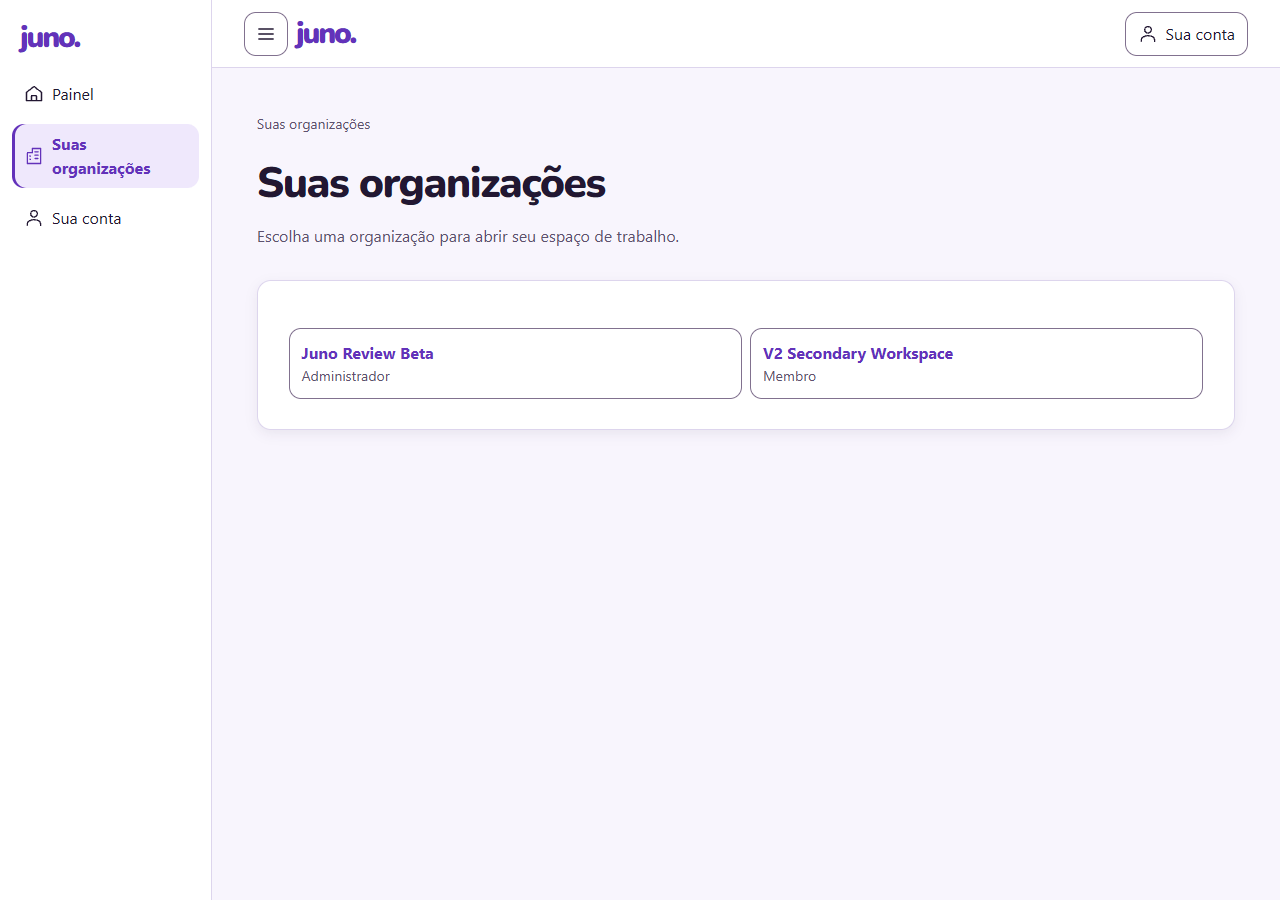 juno.
Painel
Suas
organizações
Sua conta
juno.
Sua conta
Suas organizações
Suas organizações
Escolha uma organização para abrir seu espaço de trabalho.
Juno Review Beta
Administrador
V2 Secondary Workspace
Membro